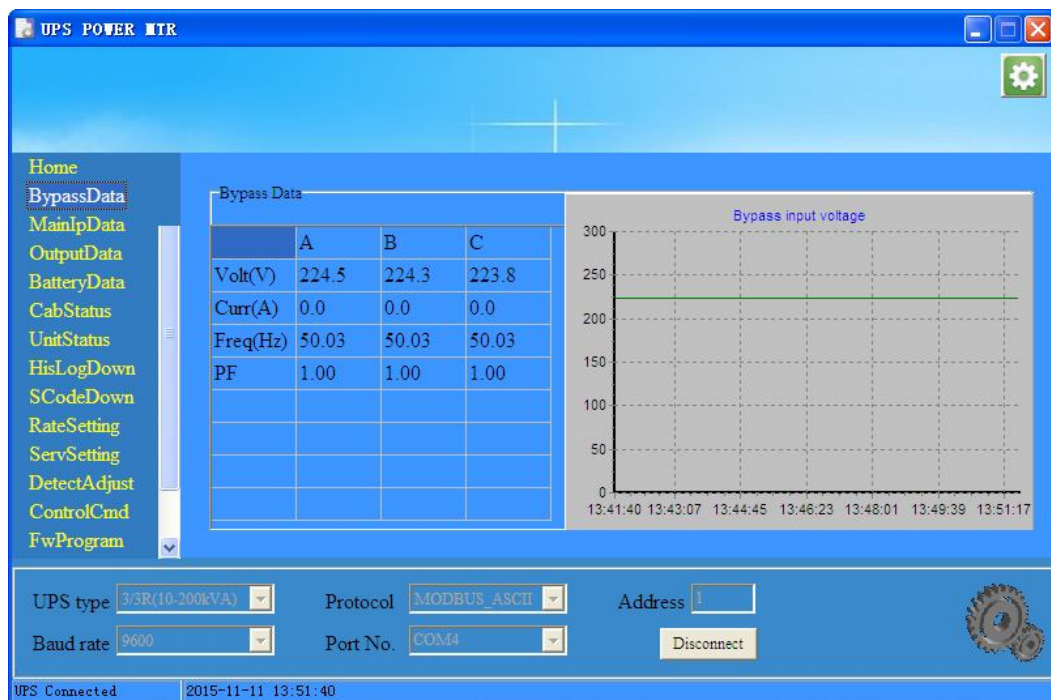 UPS POWER MTR
Home
BypassData
MainIpData
OutputData
BatteryData
CabStatus
UnitStatus
HisLogDown
SCodeDown
RateSetting
ServSetting
DetectAdjust
ControlCmd
FwProgram
Bypass Data
A B C
Volt(V) 224.5 224.3 223.8
Curr(A) 0.0 0.0 0.0
Freq(Hz) 50.03 50.03 50.03
PF 1.00 1.00 1.00
Bypass input voltage
300
250
200
150
100
50
0
13:41:40 13:43:07 13:44:45 13:46:23 13:48:01 13:49:39 13:51:17
UPS type 3/3R(10-200kVA) Protocol MODBUS_ASCII Address 1
Baud rate 9600 Port No. COM4 Disconnect
UPS Connected 2015-11-11 13:51:40